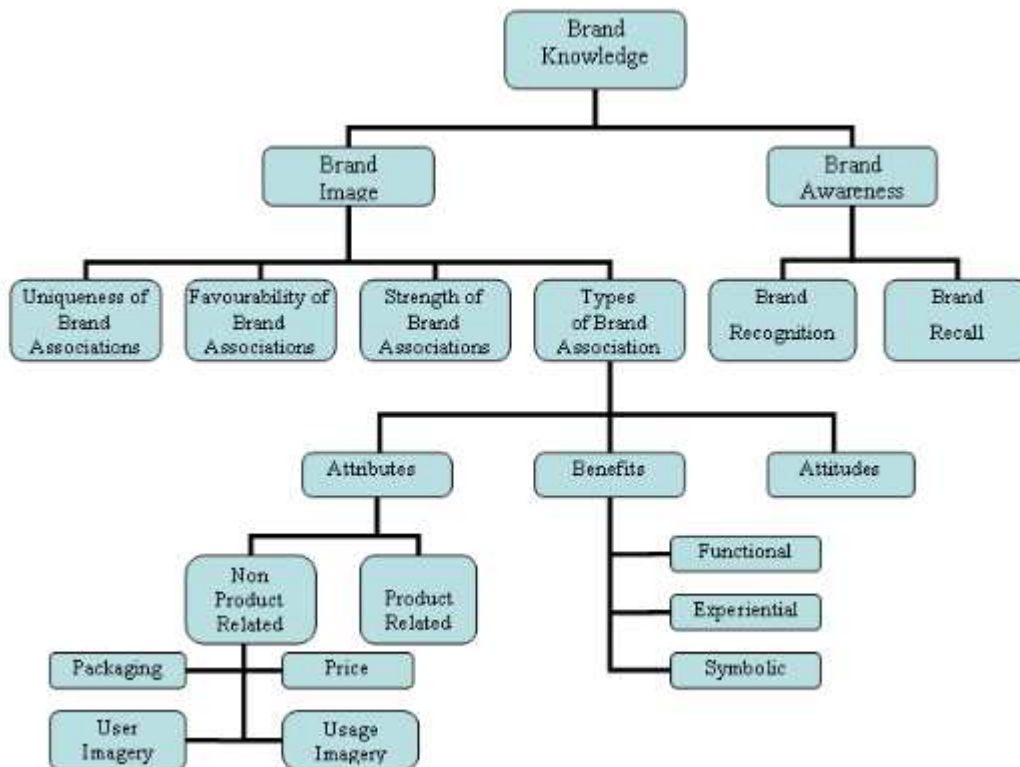 Brand
Knowledge
Brand
Image
Brand
Awareness
Uniqueness of
Brand
Associations
Favourability of
Brand
Associations
Strength of
Brand
Associations
Types
of Brand
Association
Brand
Recognition
Brand
Recall
Attributes
Benefits
Attitudes
Non
Product
Related
Product
Related
Functional
Experiential
Symbolic
Packaging
Price
User
Imagery
Usage
Imagery